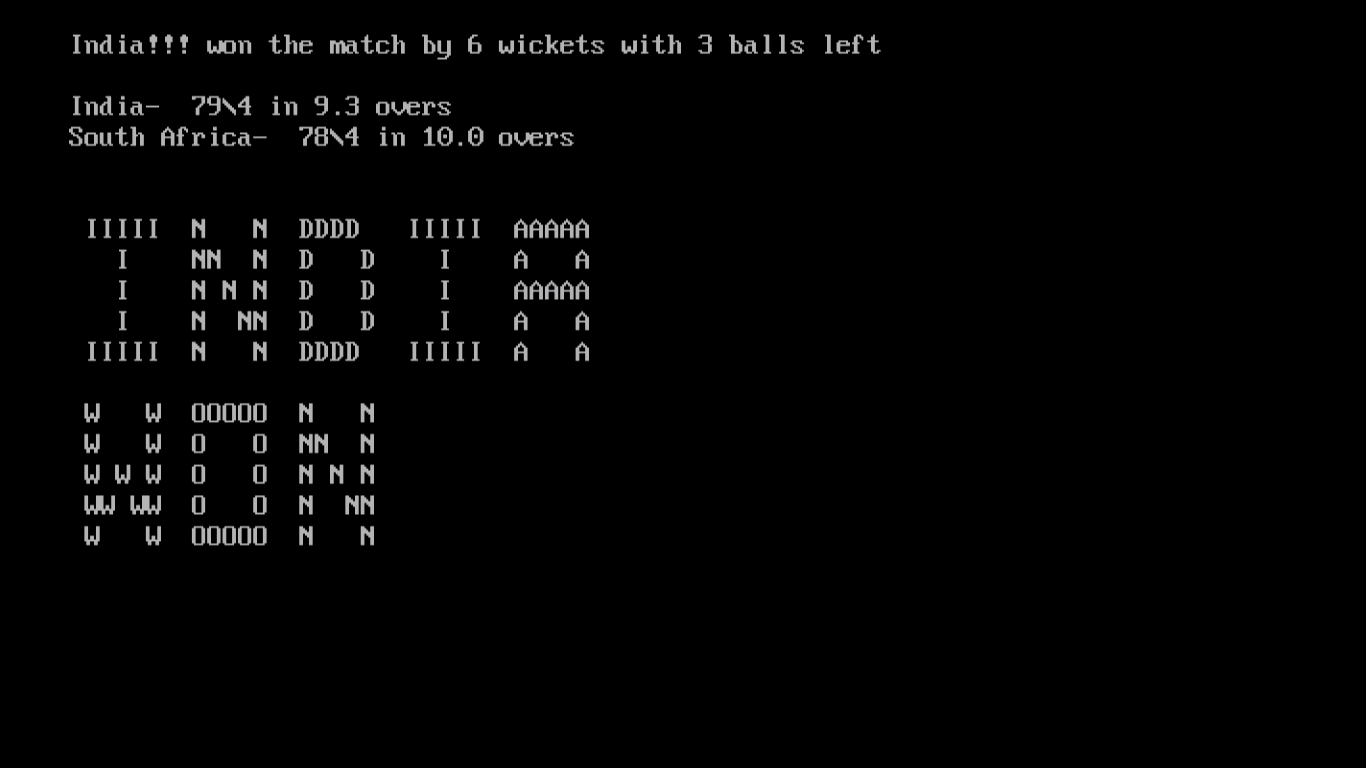 India!!! won the match by 6 wickets with 3 balls left
India-  79\4 in 9.3 overs
South Africa-  78\4 in 10.0 overs
IIIII  N   N  DDDD   IIIII  AAAAA
  I    NN  N  D   D    I    A   A
  I    N N N  D   D    I    AAAAA
  I    N  NN  D   D    I    A   A
IIIII  N   N  DDDD   IIIII  A   A
W   W  OOOOO  N   N
W   W  O   O  NN  N
W W W  O   O  N N N
WW WW  O   O  N  NN
W   W  OOOOO  N   N